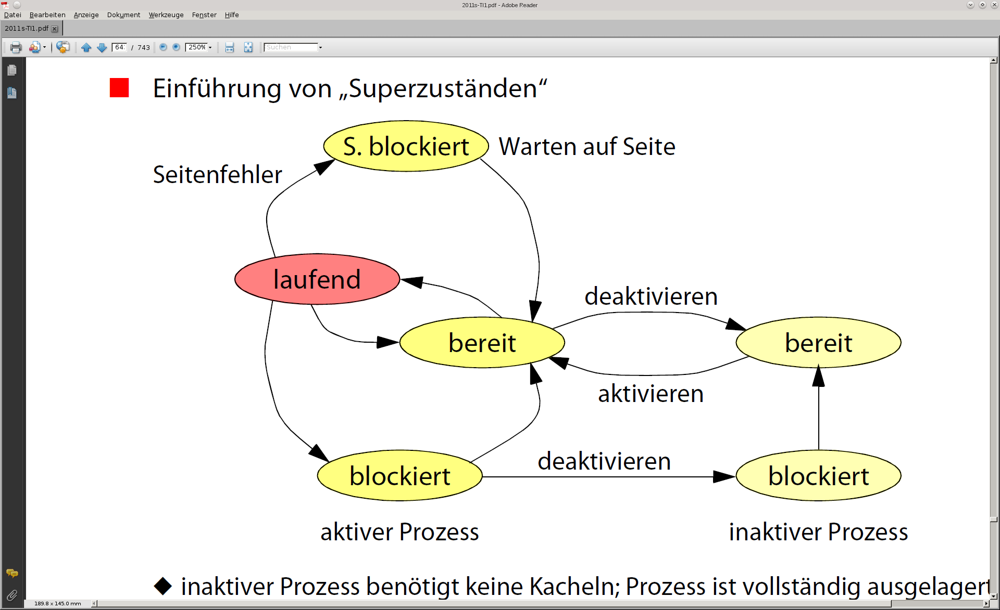 2011s-TI1.pdf - Adobe Reader
Datei Bearbeiten Anzeige Dokument Werkzeuge Fenster Hilfe
2011s-TI1.pdf
64 / 743 250% Suchen
Einführung von „Superzuständen“
S. blockiert Warten auf Seite
Seitenfehler
laufend
deaktivieren
bereit bereit
aktivieren
deaktivieren
blockiert blockiert
aktiver Prozess inaktiver Prozess
inaktiver Prozess benötigt keine Kacheln; Prozess ist vollständig ausgelagert
189.8 x 145.0 mm